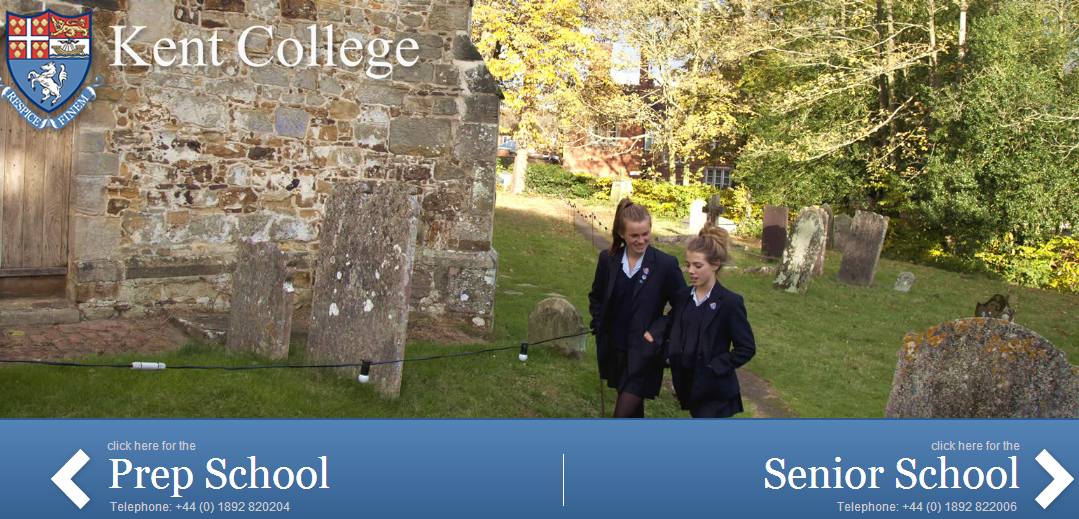 Kent College
RESPICE FINEM
click here for the
Prep School
Telephone: +44 (0) 1892 820204
click here for the
Senior School
Telephone: +44 (0) 1892 822006